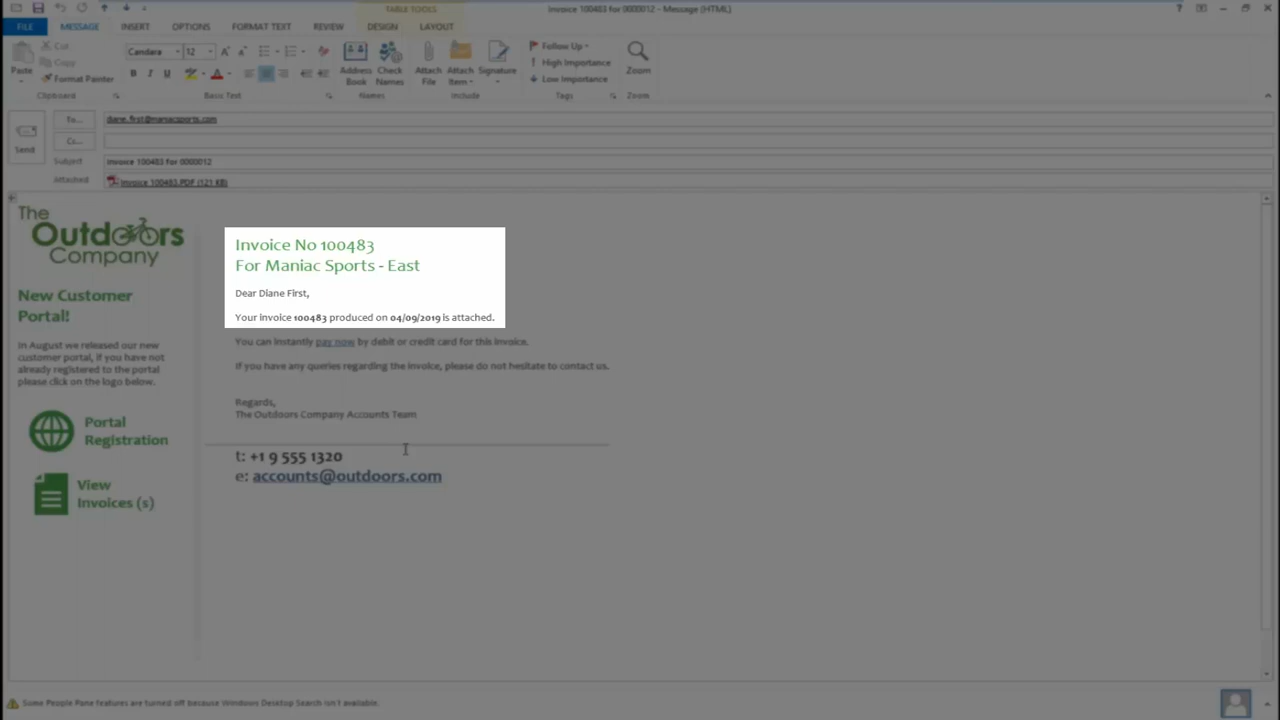 TABLE TOOLS
Invoice 100483 for 0000012 - Message (HTML)
FILE
MESSAGE
INSERT
OPTIONS
FORMAT TEXT
REVIEW
DESIGN
LAYOUT
Paste
Cut
Copy
Format Painter
Clipboard
Candara
12
B I U
A
Basic Text
Address Book
Check Names
Names
Attach File
Attach Item
Signature
Include
Follow Up
High Importance
Low Importance
Tags
Zoom
Zoom
Send
To...
diane.first@maniacsports.com
Cc...
Subject
Invoice 100483 for 0000012
Attached
Invoice 100483.PDF (121 KB)
The
Outdoors
Company
New Customer
Portal!
In August we released our new
customer portal, if you have not
already registered to the portal
please click on the logo below.
Portal
Registration
View
Invoices (s)
Invoice No 100483
For Maniac Sports - East
Dear Diane First,
Your invoice 100483 produced on 04/09/2019 is attached.
You can instantly pay now by debit or credit card for this invoice.
If you have any queries regarding the invoice, please do not hesitate to contact us.
Regards,
The Outdoors Company Accounts Team
t: +1 9 555 1320
e: accounts@outdoors.com
Some People Pane features are turned off because Windows Desktop Search isn't available.